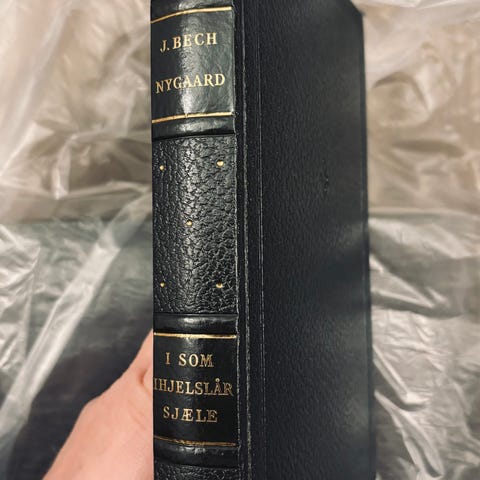 J. BECH
NYGAARD
I SOM
IHJELSLÅR
SJÆLE